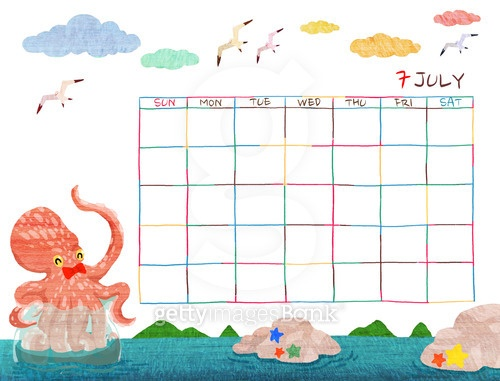 7 JULY
SUN MON TUE WED THU FRI SAT
gettyimagesBank